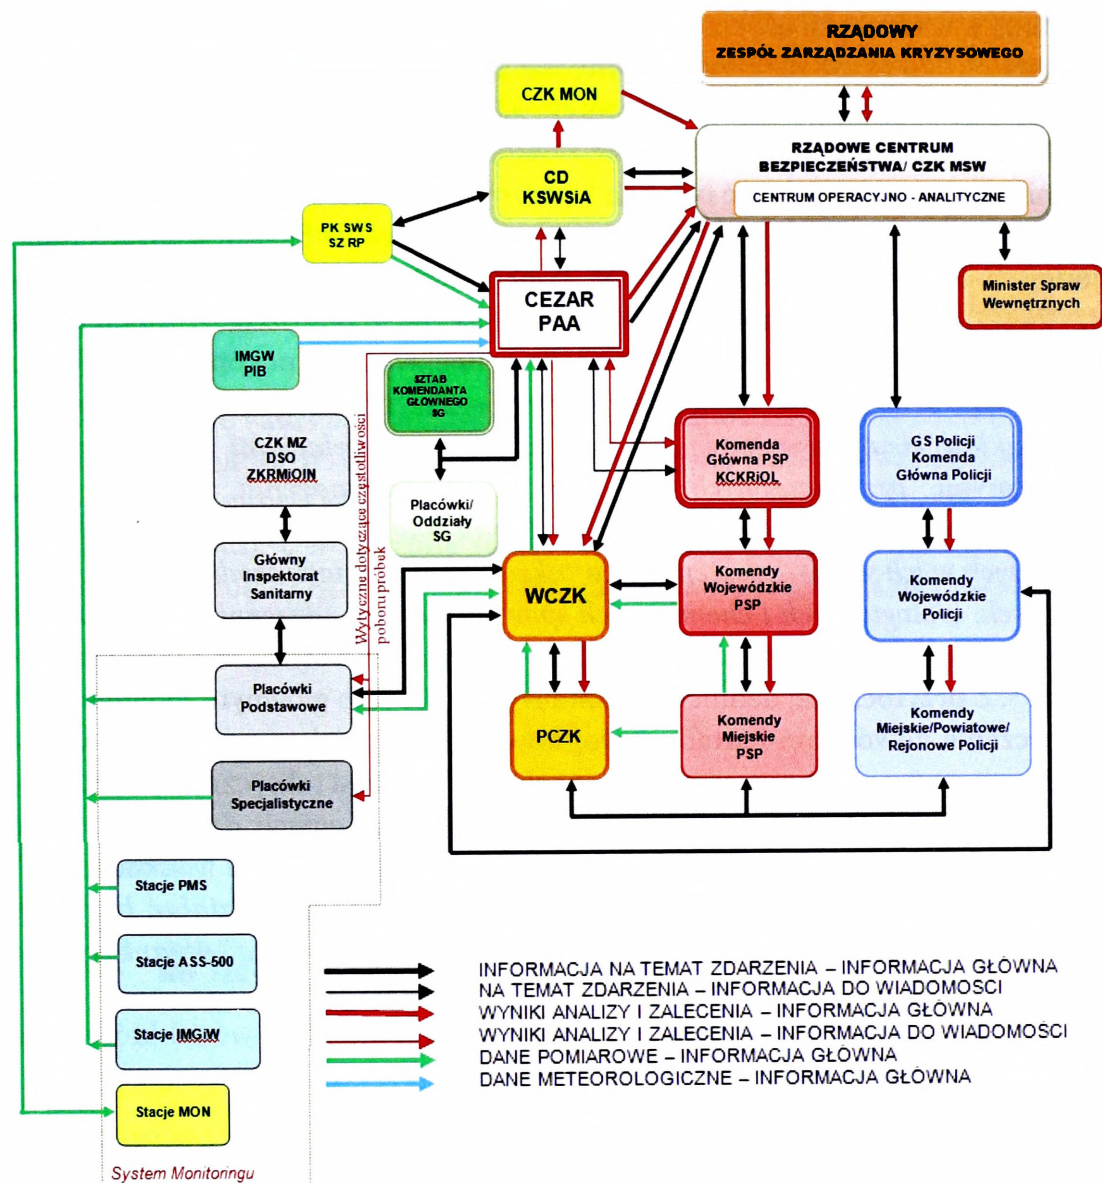 RZĄDOWY
ZESPÓŁ ZARZĄDZANIA KRYZYSOWEGO
CZK MON
RZĄDOWE CENTRUM
BEZPIECZEŃSTWA/ CZK MSW
CENTRUM OPERACYJNO - ANALITYCZNE
CD
KSWSiA
PK SWS
SZ RP
CEZAR
PAA
Minister Spraw
Wewnętrznych
IMGW
PIB
SZTAB
KOMENDANTA
GŁOWNEGO
SG
CZK MZ
DSO
ZKRMiOIN
Wytyczne dotyczące częstotliwości
poboru próbek
Komenda
Główna PSP
KCKRiOL
GS Policji
Komenda
Główna Policji
Placówki/
Oddziały
SG
Główny
Inspektorat
Sanitarny
WCZK
Komendy
Wojewódzkie
PSP
Komendy
Wojewódzkie
Policji
Placówki
Podstawowe
PCZK
Komendy
Miejskie
PSP
Komendy
Miejskie/Powiatowe/
Rejonowe Policji
Placówki
Specjalistyczne
Stacje PMS
Stacje ASS-500
Stacje IMGiW
Stacje MON
System Monitoringu
INFORMACJA NA TEMAT ZDARZENIA – INFORMACJA GŁÓWNA
NA TEMAT ZDARZENIA – INFORMACJA DO WIADOMOŚCI
WYNIKI ANALIZY I ZALECENIA – INFORMACJA GŁÓWNA
WYNIKI ANALIZY I ZALECENIA – INFORMACJA DO WIADOMOŚCI
DANE POMIAROWE – INFORMACJA GŁÓWNA
DANE METEOROLOGICZNE – INFORMACJA GŁÓWNA